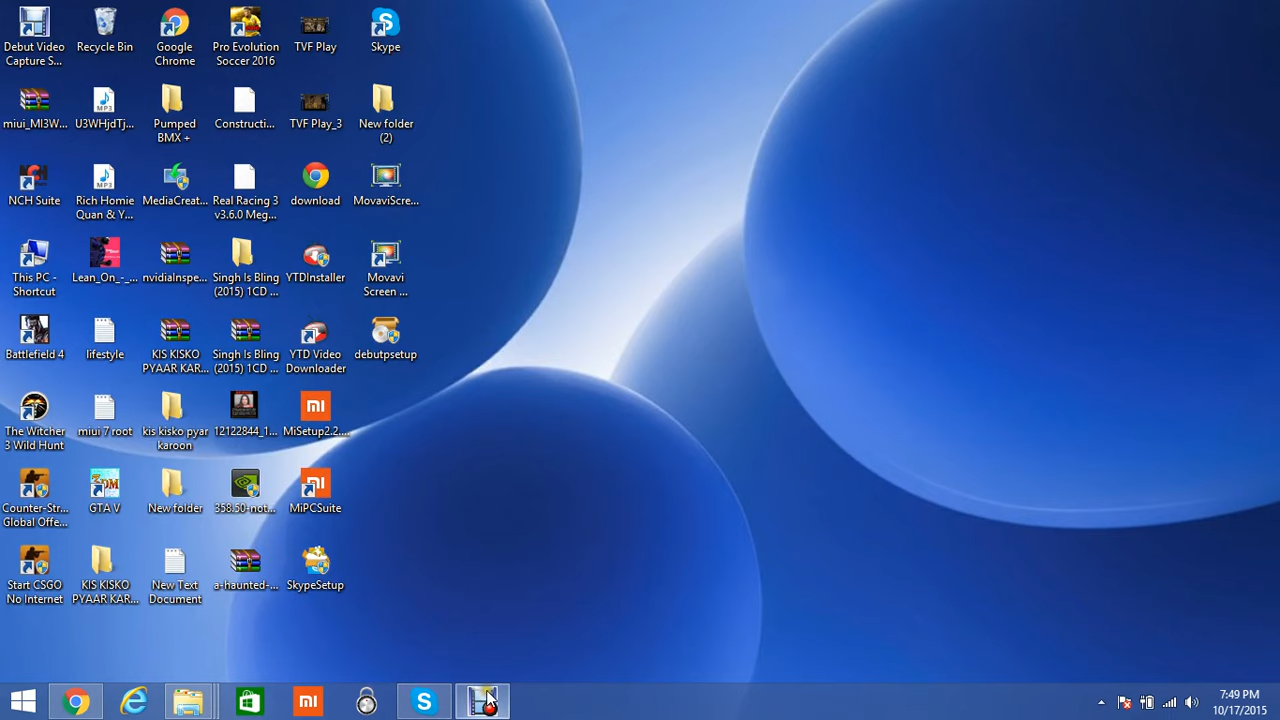 Debut Video
Capture S...
Recycle Bin
Google
Chrome
Pro Evolution
Soccer 2016
TVF Play
Skype
miui_MI3W...
MP3
U3WHjdTj...
Pumped
BMX +
Constructi...
TVF Play_3
New folder
(2)
NCH Suite
MP3
Rich Homie
Quan & Y...
MediaCreat...
Real Racing 3
v3.6.0 Meg...
download
MovaviScre...
This PC -
Shortcut
Lean_On_-_...
nvidiaInspe...
Singh Is Bling
(2015) 1CD ...
YTDInstaller
Movavi
Screen ...
Battlefield 4
lifestyle
KIS KISKO
PYAAR KAR...
Singh Is Bling
(2015) 1CD ...
YTD Video
Downloader
debutpsetup
The Witcher
3 Wild Hunt
miui 7 root
kis kisko pyar
karoon
12122844_1...
mi
MiSetup2.2....
Counter-Str...
Global Offe...
GTA V
New folder
358.50-not...
mi
MiPCSuite
Start CSGO
No Internet
KIS KISKO
PYAAR KAR...
New Text
Document
a-haunted-...
SkypeSetup
mi
7:49 PM
10/17/2015